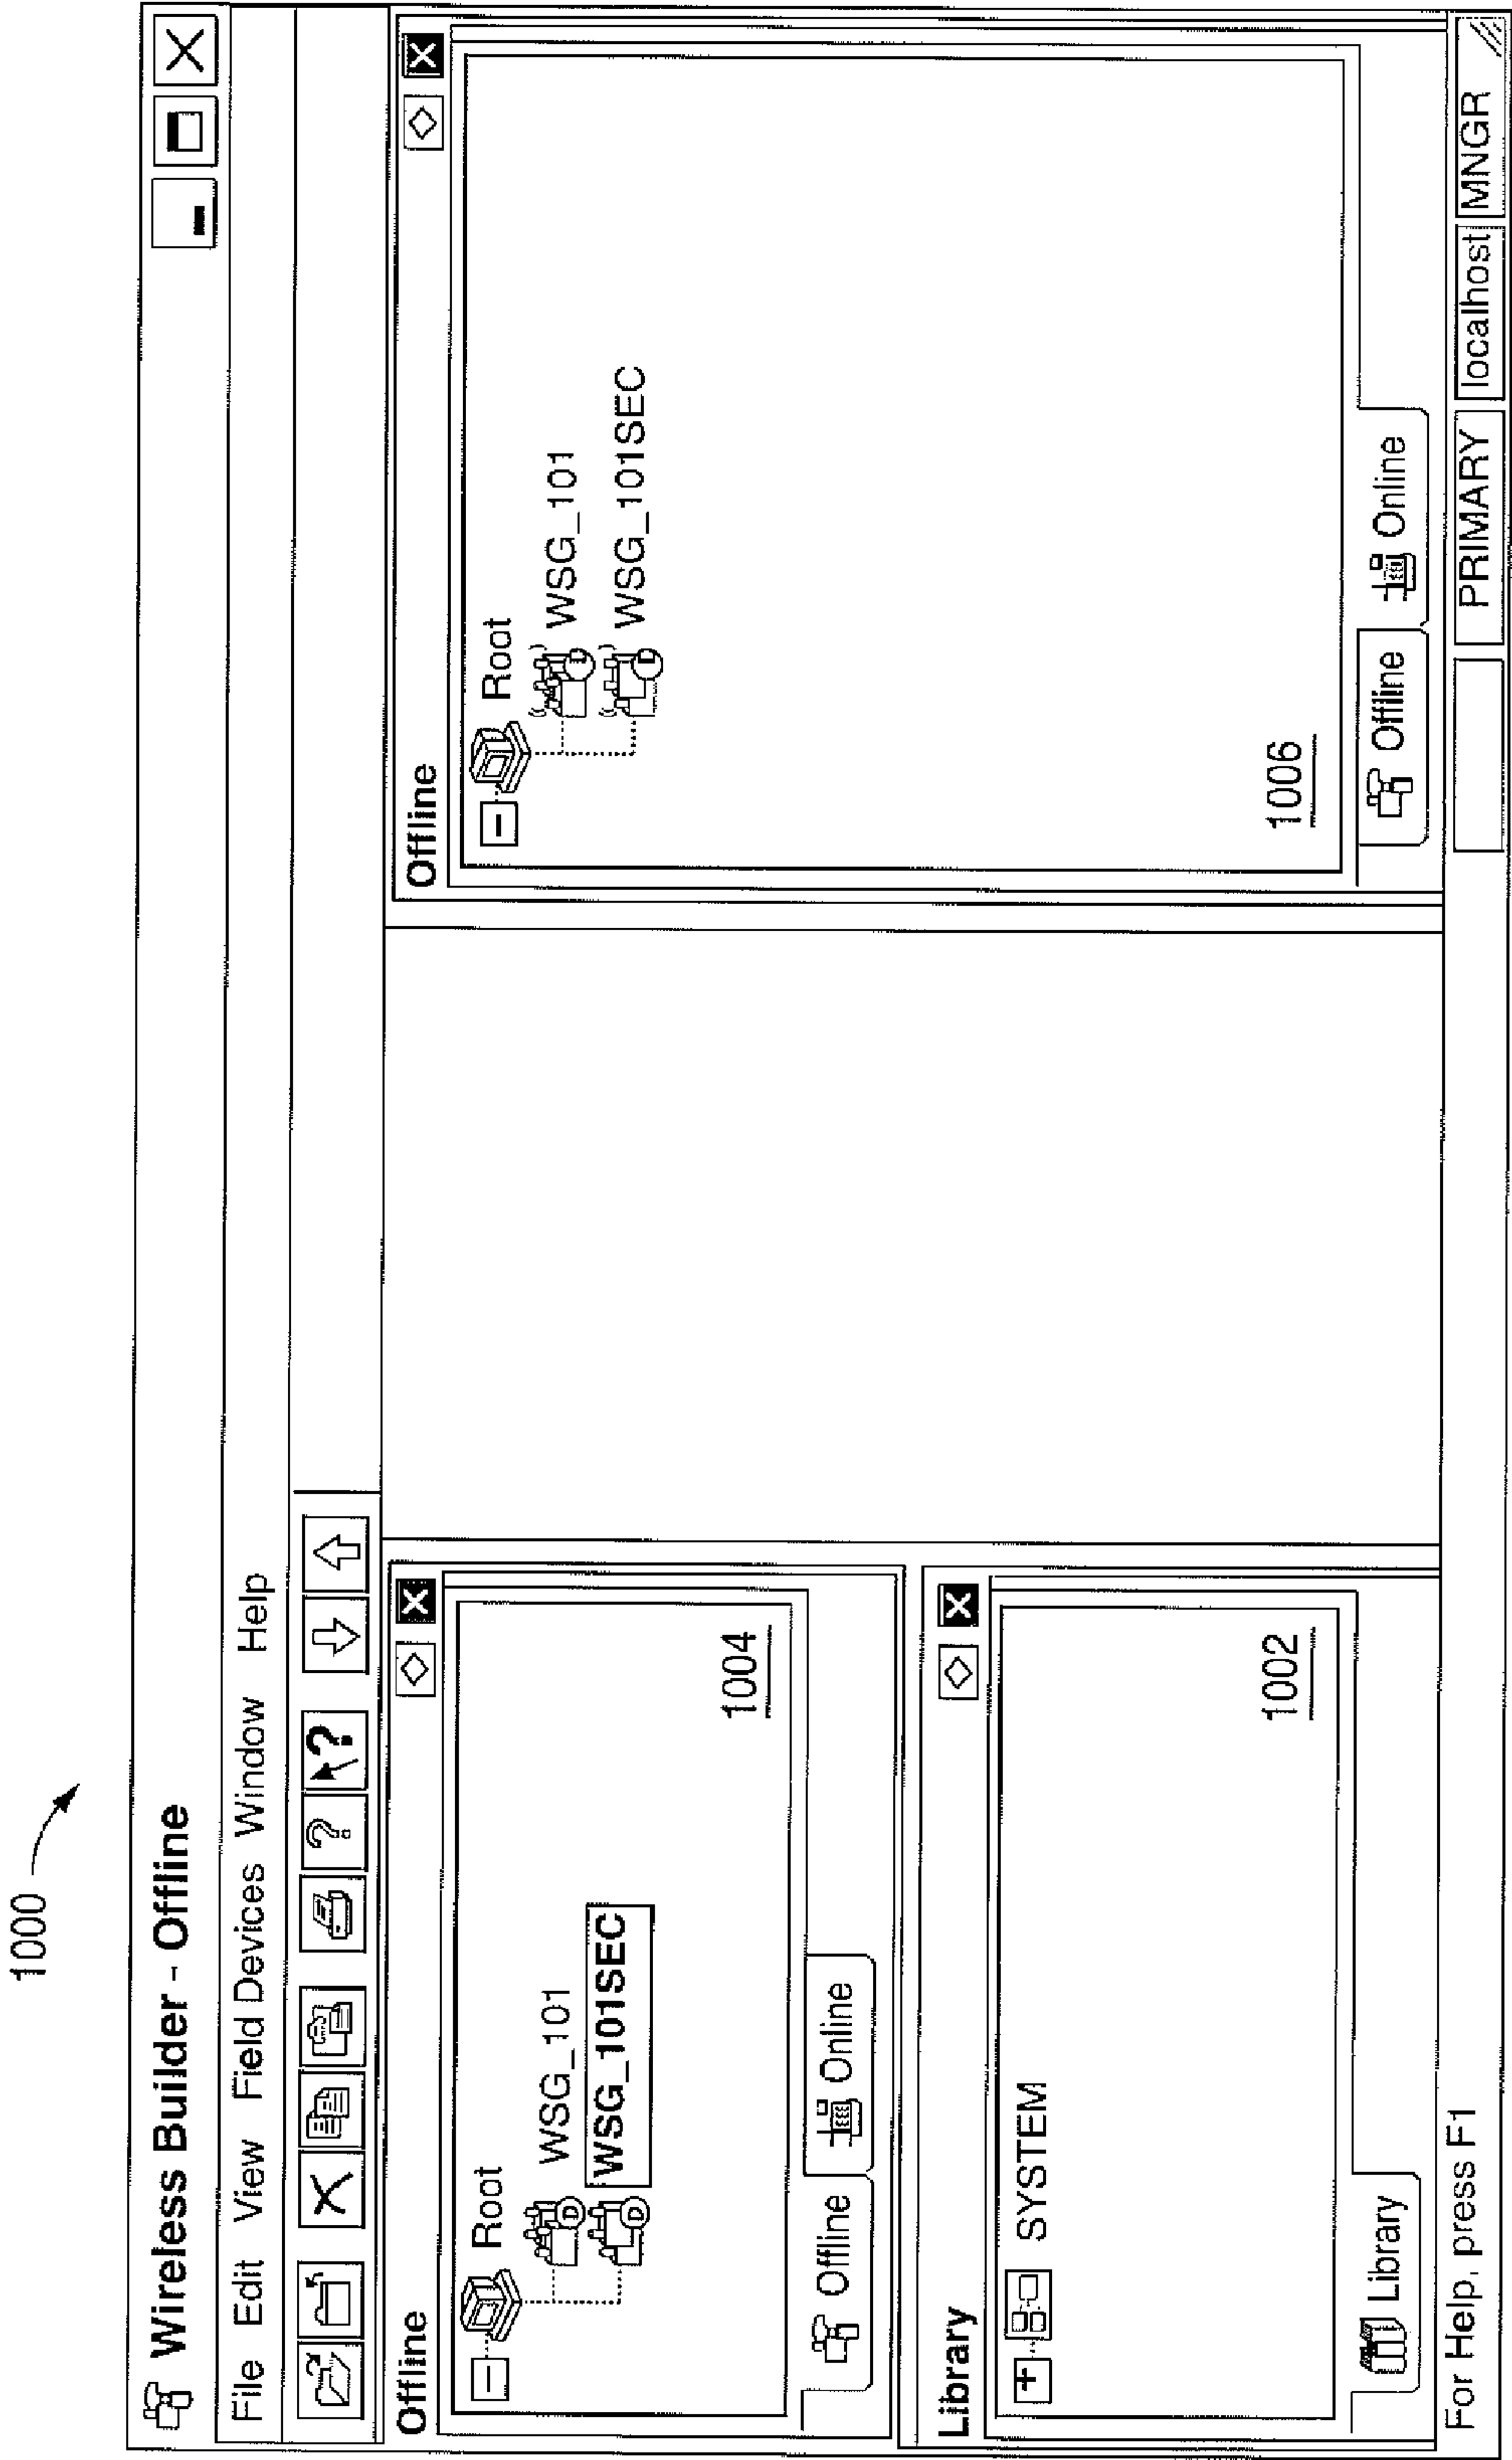 1000
Wireless Builder - Offline
File Edit View Field Devices Window Help
? ?
Offline
Root
WSG_101
WSG_101SEC
D
D
1004
Offline Online
Library
SYSTEM
1002
Library
Offline
Root
WSG_101
WSG_101SEC
1006
Offline Online
For Help, press F1
PRIMARY localhost MNGR